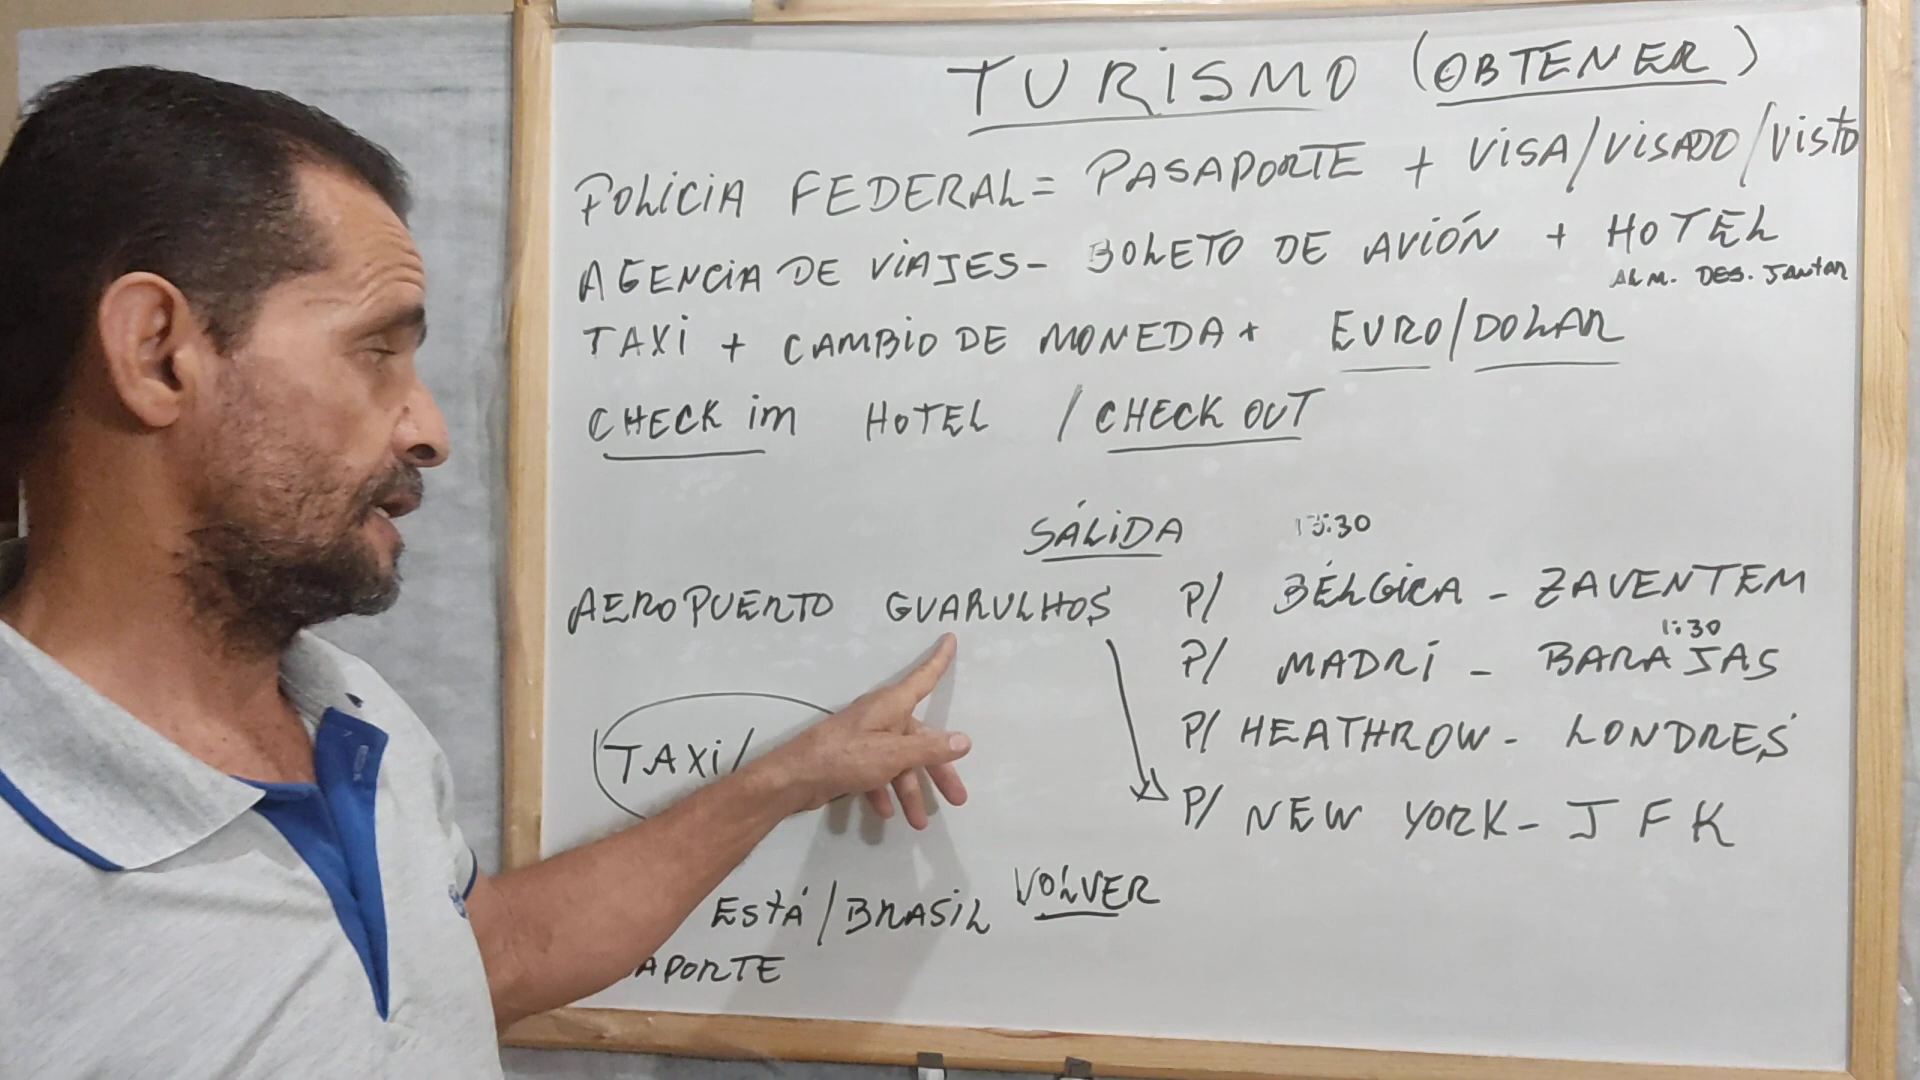 TURISMO (OBTENER)
POLICIA FEDERAL = PASAPORTE + VISA/VISADO/VISTO
AGENCIA DE VIAJES - BOLETO DE AVIÓN + HOTEL
ALM. DES. JANTAR
TAXI + CAMBIO DE MONEDA + EURO/DOLAR
CHECK im HOTEL / CHECK OUT
SÁLIDA
AEROPUERTO GUARULHOS P/ BÉLGICA - ZAVENTEM
1:30
P/ MADRI - BARAJAS
P/ HEATHROW - LONDRES
P/ NEW YORK - JFK
TAXI/
ESTÁ/BRASIL VOLVER
APORTE